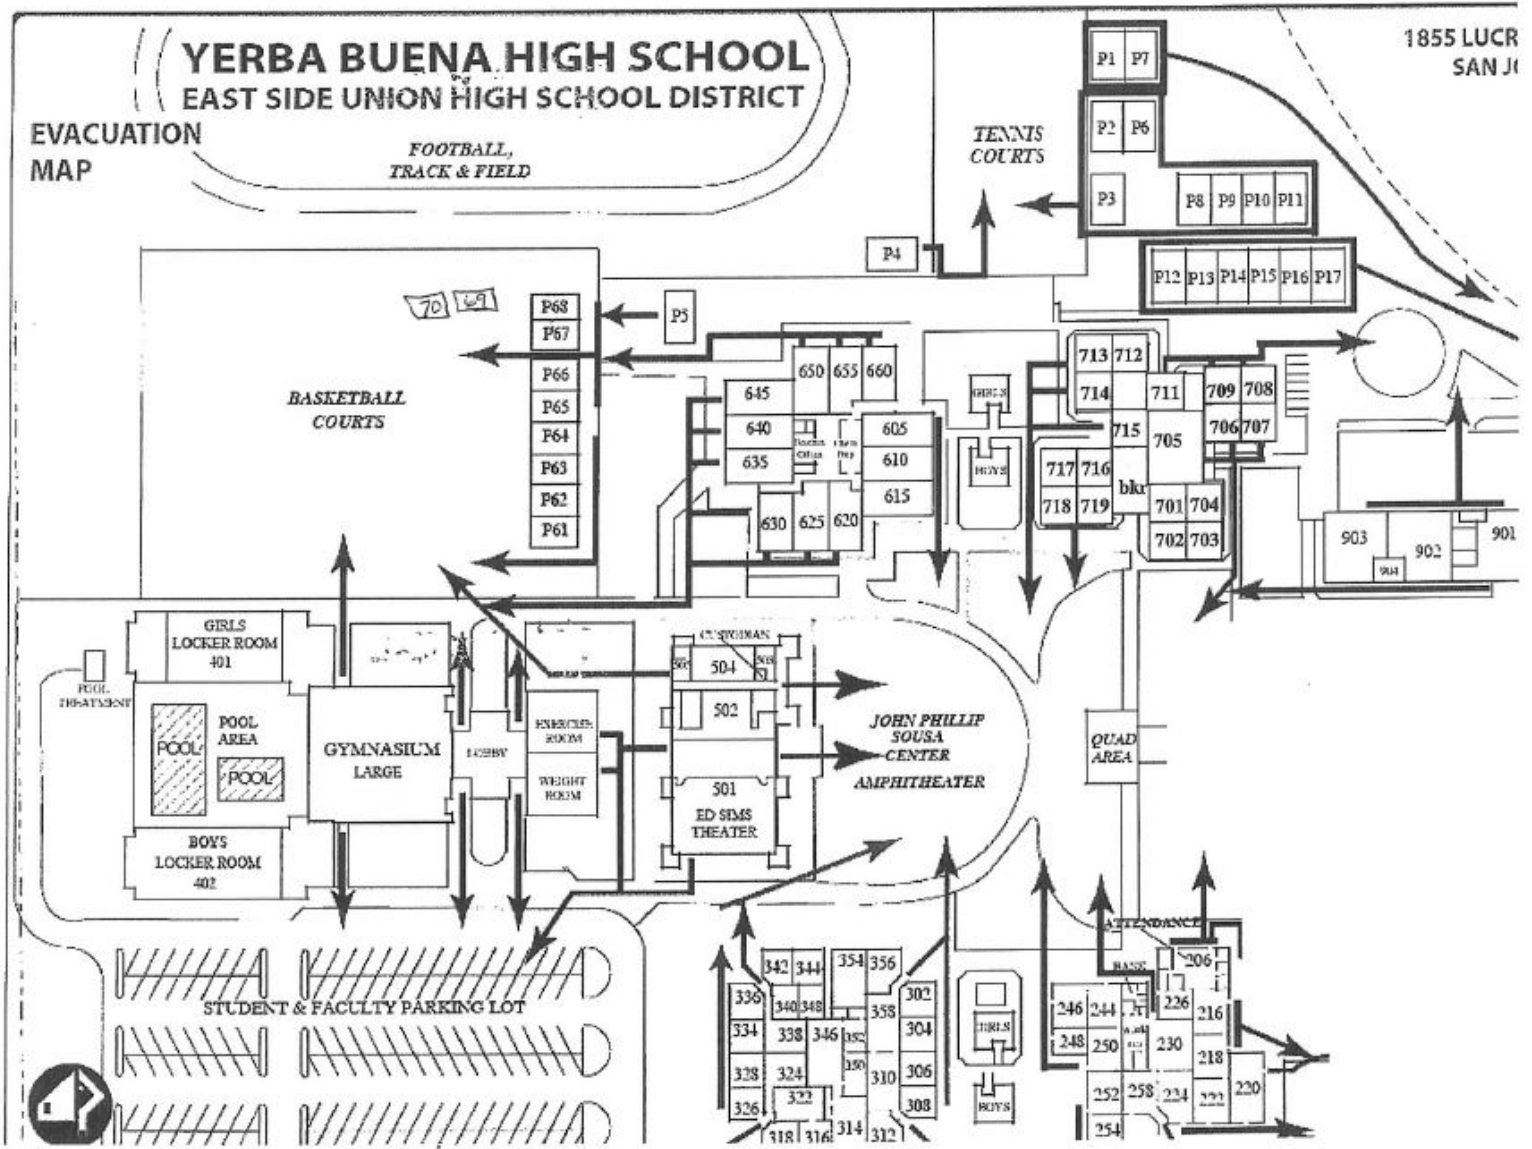 YERBA BUENA HIGH SCHOOL
EAST SIDE UNION HIGH SCHOOL DISTRICT
1855 LUCR
SAN JO
EVACUATION
MAP
FOOTBALL,
TRACK & FIELD
TENNIS
COURTS
P1 P7
P2 P6
P3
P8 P9 P10 P11
P4
P12 P13 P14 P15 P16 P17
70 69
P68
P67
P66
P65
P64
P63
P62
P61
P5
BASKETBALL
COURTS
650 655 660
645
640
635
605
610
615
630 625 620
GIRLS
BOYS
713 712
714 711
715 705
709 708
706 707
717 716
718 719
bkr
701 704
702 703
903 902 901
904
GIRLS
LOCKER ROOM
401
POOL
TREATMENT
POOL
AREA
POOL
POOL
GYMNASIUM
LARGE
LOBBY
EXERCISE
ROOM
WEIGHT
ROOM
BOYS
LOCKER ROOM
402
CUSTODIAN
504
502
501
ED SIMS
THEATER
JOHN PHILLIP
SOUSA
CENTER
AMPHITHEATER
QUAD
AREA
STUDENT & FACULTY PARKING LOT
342 344
354 356
336
340 348
302
358
334
338 346
352
304
328
324
350
310
306
326
322
308
318 316 314 312
GIRLS
BOYS
ATTENDANCE
206
246 244
226
216
248 250
230
218
252 258 224 222 220
254